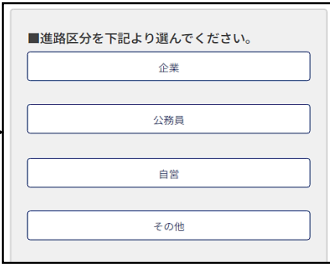 ■進路区分を下記より選んでください。
企業
公務員
自営
その他